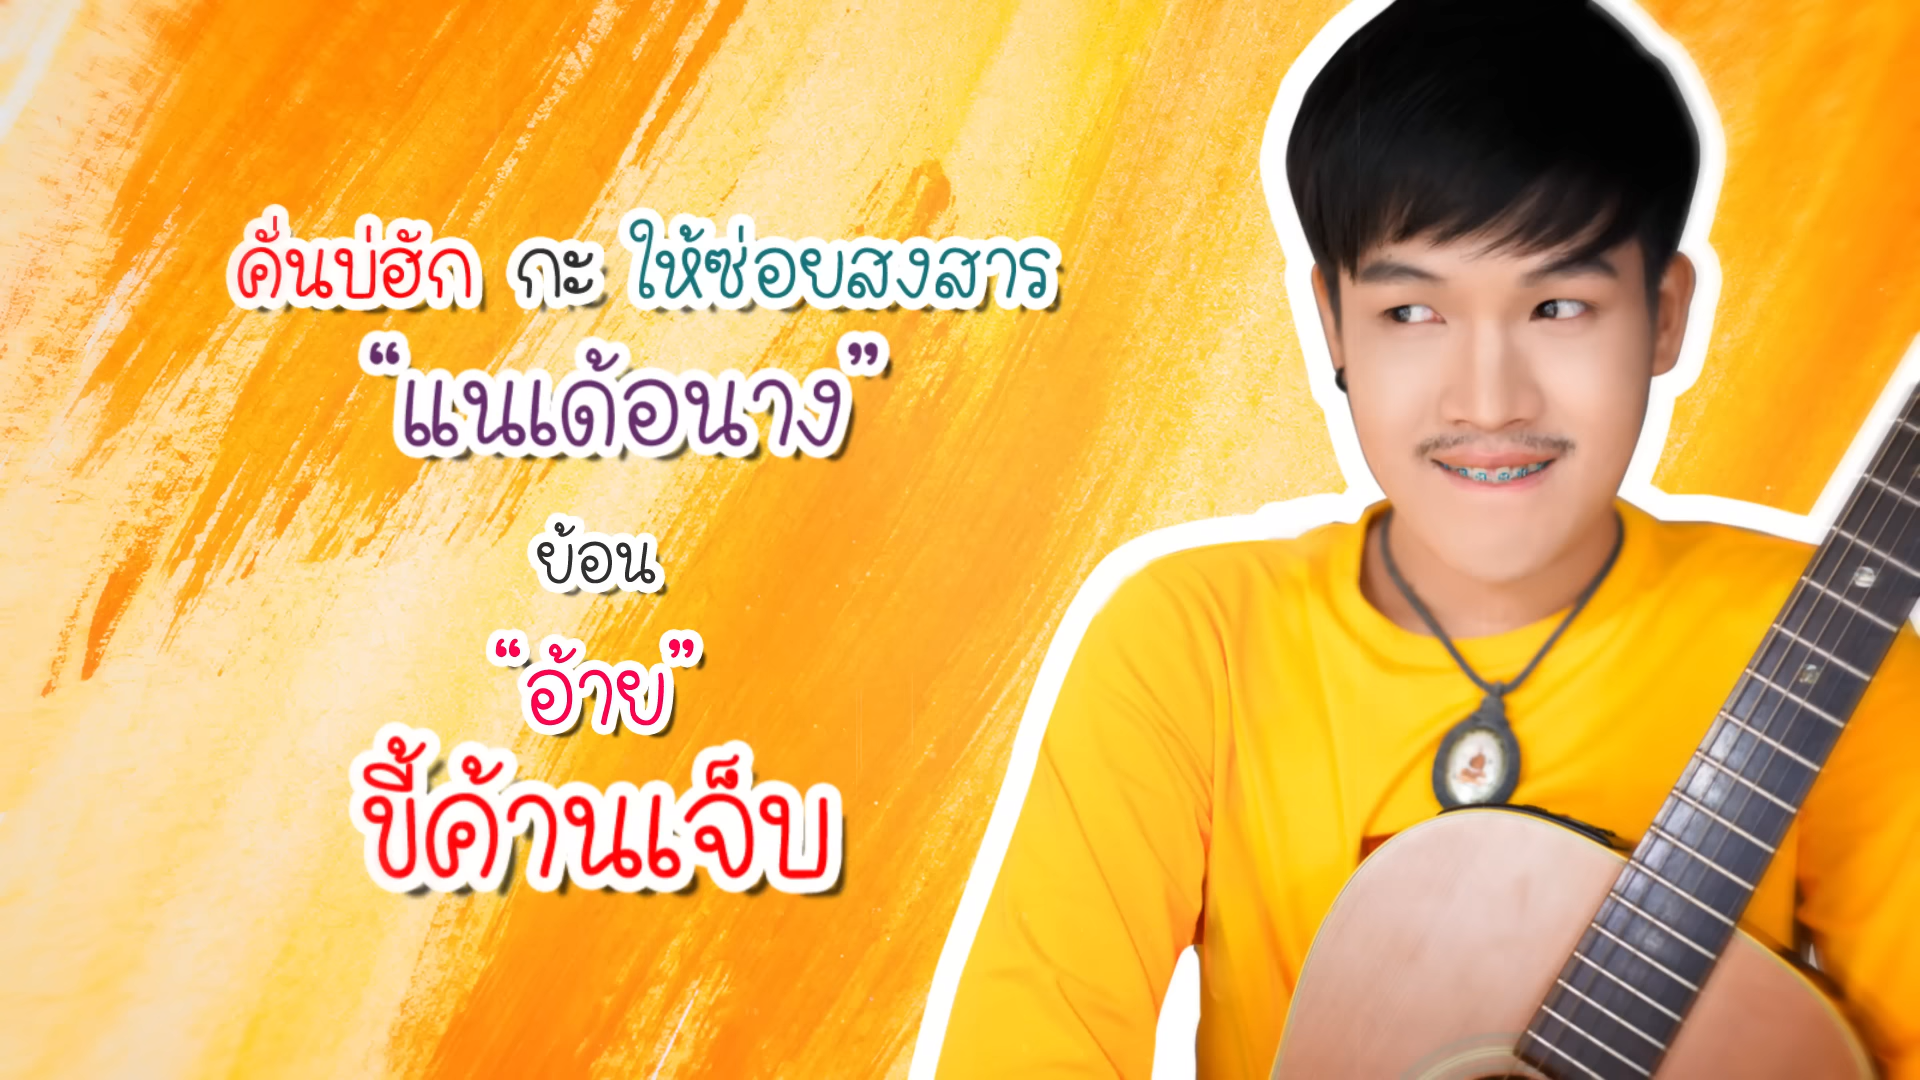 คั่นบ่ฮัก กะ ให้ซ่อยสงสาร
“แนเด้อนาง”
ย้อน
“อ้าย”
ขี้ค้านเจ็บ